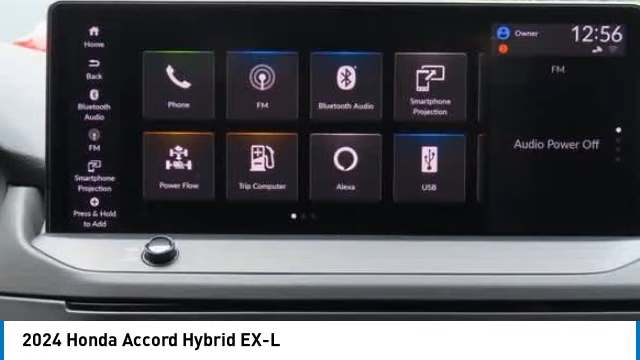 Home
Back
Bluetooth
Audio
FM
Smartphone
Projection
Press & Hold
to Add
Phone
FM
Bluetooth Audio
Smartphone
Projection
Power Flow
Trip Computer
Alexa
USB
Owner
12:56
FM
Audio Power Off
2024 Honda Accord Hybrid EX-L